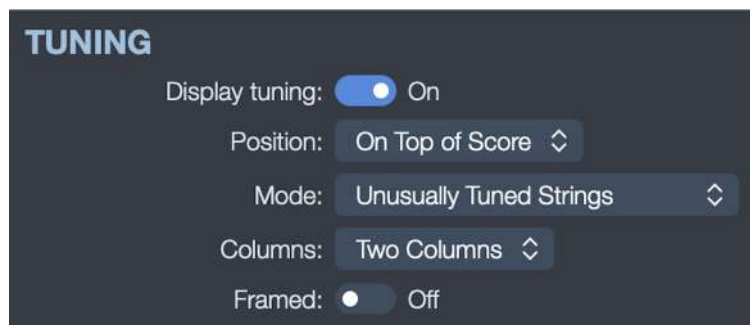 TUNING
Display tuning: On
Position: On Top of Score
Mode: Unusually Tuned Strings
Columns: Two Columns
Framed: Off